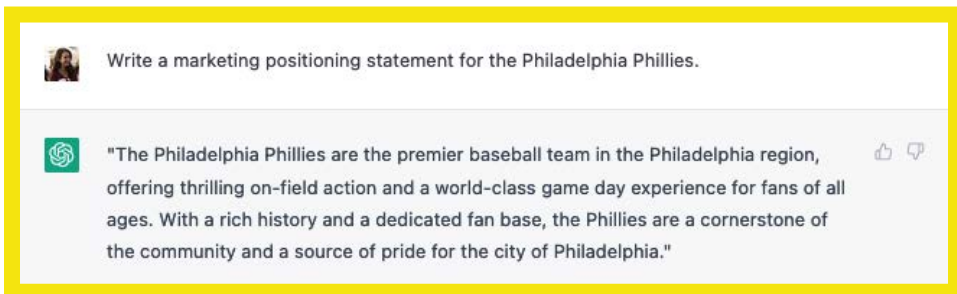 Write a marketing positioning statement for the Philadelphia Phillies.
"The Philadelphia Phillies are the premier baseball team in the Philadelphia region,
offering thrilling on-field action and a world-class game day experience for fans of all
ages. With a rich history and a dedicated fan base, the Phillies are a cornerstone of
the community and a source of pride for the city of Philadelphia."